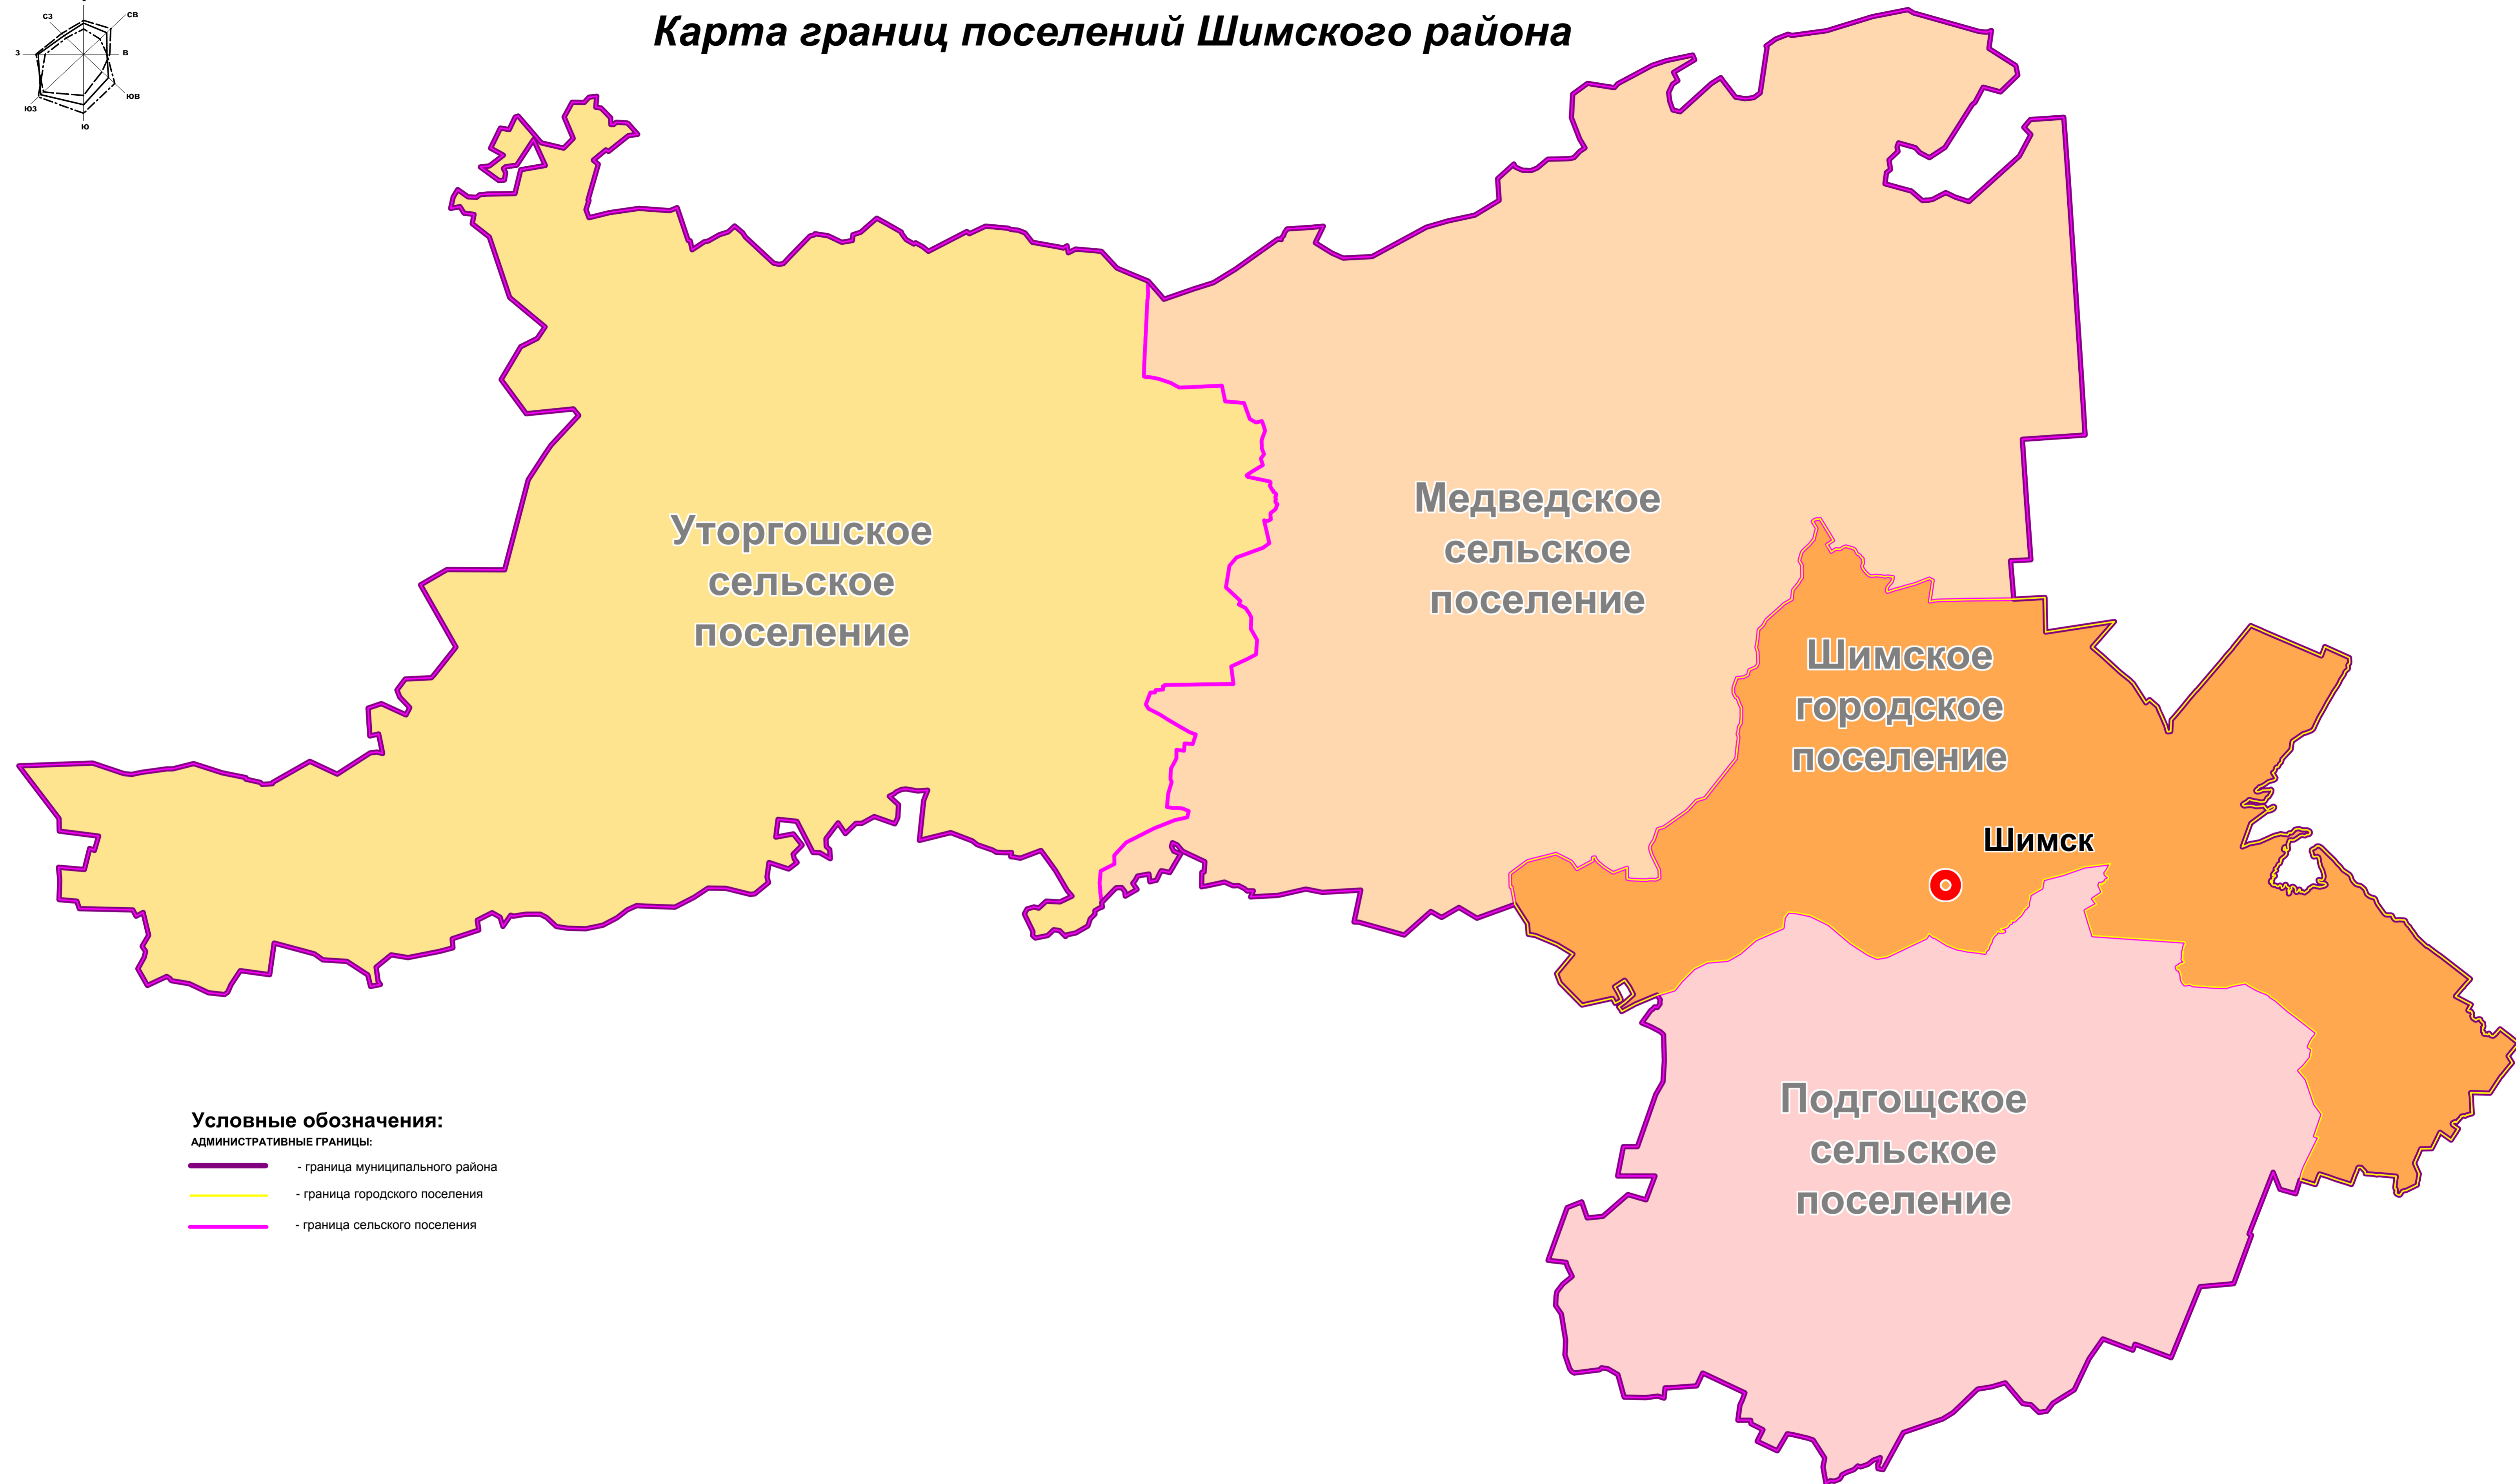 Карта границ поселений Шимского района
СЗ
СВ
З
В
ЮЗ
ЮВ
Ю
Уторгошское
сельское
поселение
Медведское
сельское
поселение
Шимское
городское
поселение
Шимск
Подгощское
сельское
поселение
Условные обозначения:
АДМИНИСТРАТИВНЫЕ ГРАНИЦЫ:
- граница муниципального района
- граница городского поселения
- граница сельского поселения